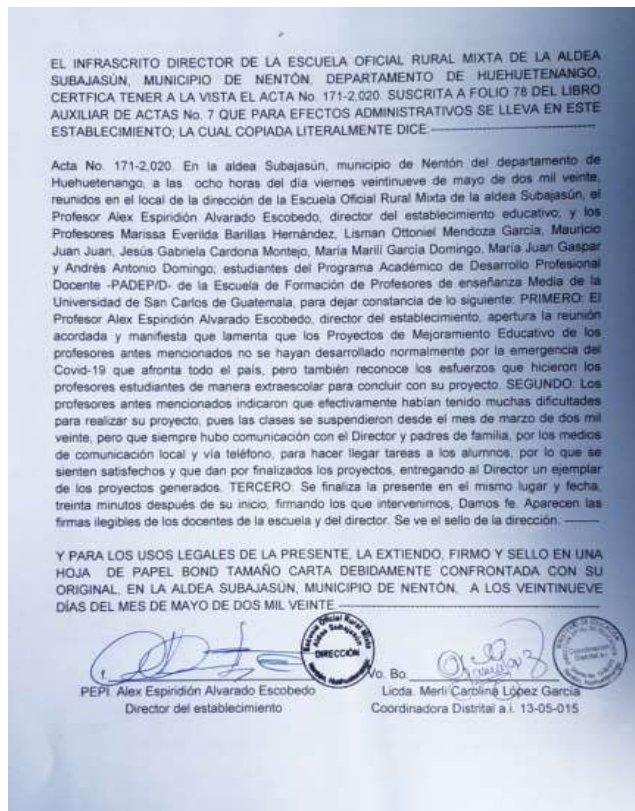 EL INFRASCRITO DIRECTOR DE LA ESCUELA OFICIAL RURAL MIXTA DE LA ALDEA
SUBAJASÚN, MUNICIPIO DE NENTÓN, DEPARTAMENTO DE HUEHUETENANGO,
CERTFICA TENER A LA VISTA EL ACTA No. 171-2,020. SUSCRITA A FOLIO 78 DEL LIBRO
AUXILIAR DE ACTAS No. 7 QUE PARA EFECTOS ADMINISTRATIVOS SE LLEVA EN ESTE
ESTABLECIMIENTO; LA CUAL COPIADA LITERALMENTE DICE:-----------------------------------
Acta No. 171-2,020. En la aldea Subajasún, municipio de Nentón del departamento de
Huehuetenango, a las ocho horas del día viernes veintinueve de mayo de dos mil veinte,
reunidos en el local de la dirección de la Escuela Oficial Rural Mixta de la aldea Subajasún, el
Profesor Alex Espiridión Alvarado Escobedo, director del establecimiento educativo; y los
Profesores Marissa Everilda Barillas Hernández, Lisman Ottoniel Mendoza García, Mauricio
Juan Juan, Jesús Gabriela Cardona Montejo, María Marilí García Domingo, María Juan Gaspar
y Andrés Antonio Domingo; estudiantes del Programa Académico de Desarrollo Profesional
Docente -PADEP/D- de la Escuela de Formación de Profesores de enseñanza Media de la
Universidad de San Carlos de Guatemala, para dejar constancia de lo siguiente: PRIMERO: El
Profesor Alex Espiridión Alvarado Escobedo, director del establecimiento, apertura la reunión
acordada y manifiesta que lamenta que los Proyectos de Mejoramiento Educativo de los
profesores antes mencionados no se hayan desarrollado normalmente por la emergencia del
Covid-19 que afronta todo el país, pero también reconoce los esfuerzos que hicieron los
profesores estudiantes de manera extraescolar para concluir con su proyecto. SEGUNDO: Los
profesores antes mencionados indicaron que efectivamente habían tenido muchas dificultades
para realizar su proyecto, pues las clases se suspendieron desde el mes de marzo de dos mil
veinte, pero que siempre hubo comunicación con el Director y padres de familia, por los medios
de comunicación local y vía teléfono, para hacer llegar tareas a los alumnos, por lo que se
sienten satisfechos y que dan por finalizados los proyectos, entregando al Director un ejemplar
de los proyectos generados. TERCERO: Se finaliza la presente en el mismo lugar y fecha,
treinta minutos después de su inicio, firmando los que intervenimos, Damos fe. Aparecen las
firmas ilegibles de los docentes de la escuela y del director. Se ve el sello de la dirección. --------
Y PARA LOS USOS LEGALES DE LA PRESENTE, LA EXTIENDO, FIRMO Y SELLO EN UNA
HOJA DE PAPEL BOND TAMAÑO CARTA DEBIDAMENTE CONFRONTADA CON SU
ORIGINAL, EN LA ALDEA SUBAJASÚN, MUNICIPIO DE NENTÓN, A LOS VEINTINUEVE
DÍAS DEL MES DE MAYO DE DOS MIL VEINTE.------------------------------------------------
Escuela Oficial Rural Mixta
Aldea Subajasún
DIRECCIÓN
Nentón, Huehuetenango
f. Vo. Bo.
Coordinación
Distrital
PEPI. Alex Espiridión Alvarado Escobedo Licda. Merli Carolina López García
Director del establecimiento Coordinadora Distrital a.i. 13-05-015